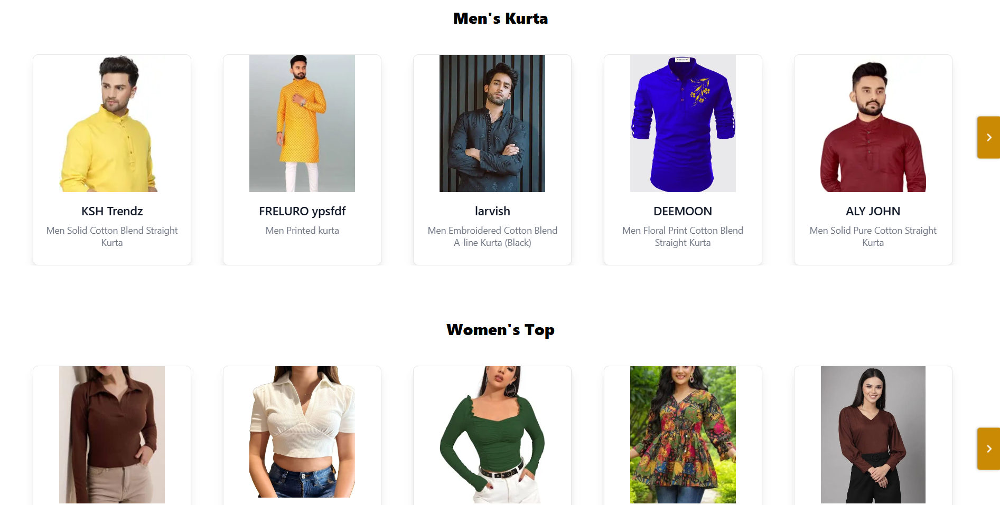 Men's Kurta
KSH Trendz
Men Solid Cotton Blend Straight
Kurta
FRELURO ypsfdf
Men Printed kurta
larvish
Men Embroidered Cotton Blend
A-line Kurta (Black)
DEEMOON
Men Floral Print Cotton Blend
Straight Kurta
ALY JOHN
Men Solid Pure Cotton Straight
Kurta
Women's Top